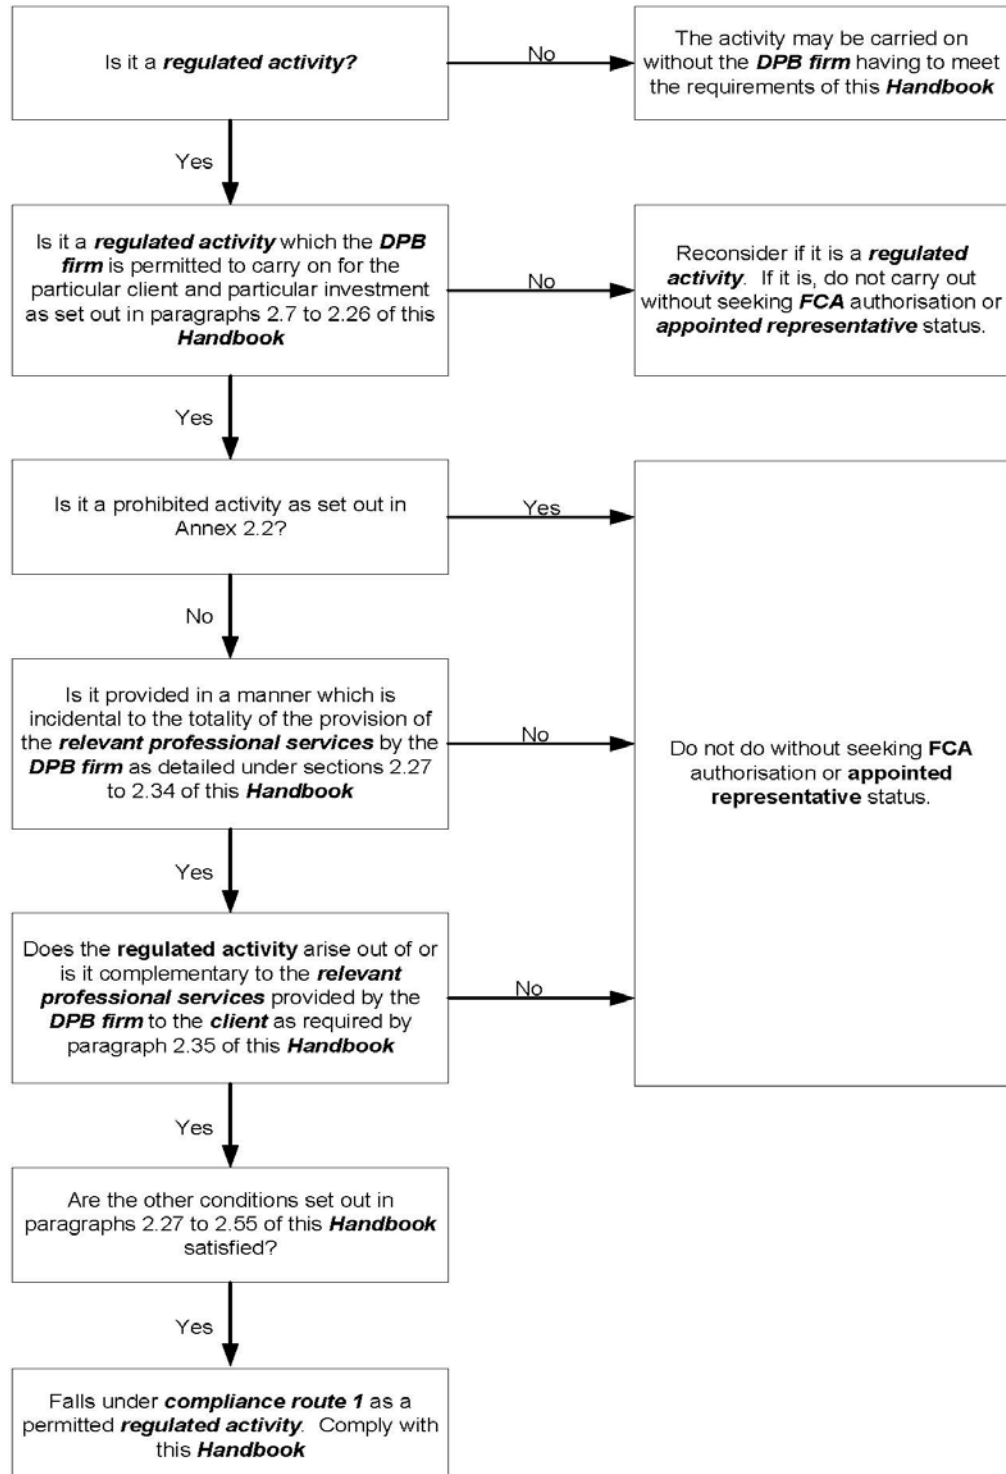 Is it a regulated activity?
No
The activity may be carried on
without the DPB firm having to meet
the requirements of this Handbook
Yes
Is it a regulated activity which the DPB
firm is permitted to carry on for the
particular client and particular investment
as set out in paragraphs 2.7 to 2.26 of this
Handbook
No
Reconsider if it is a regulated
activity. If it is, do not carry out
without seeking FCA authorisation or
appointed representative status.
Yes
Is it a prohibited activity as set out in
Annex 2.2?
Yes
No
Is it provided in a manner which is
incidental to the totality of the provision of
the relevant professional services by the
DPB firm as detailed under sections 2.27
to 2.34 of this Handbook
No
Do not do without seeking FCA
authorisation or appointed
representative status.
Yes
Does the regulated activity arise out of or
is it complementary to the relevant
professional services provided by the
DPB firm to the client as required by
paragraph 2.35 of this Handbook
No
Yes
Are the other conditions set out in
paragraphs 2.27 to 2.55 of this Handbook
satisfied?
Yes
Falls under compliance route 1 as a
permitted regulated activity. Comply with
this Handbook